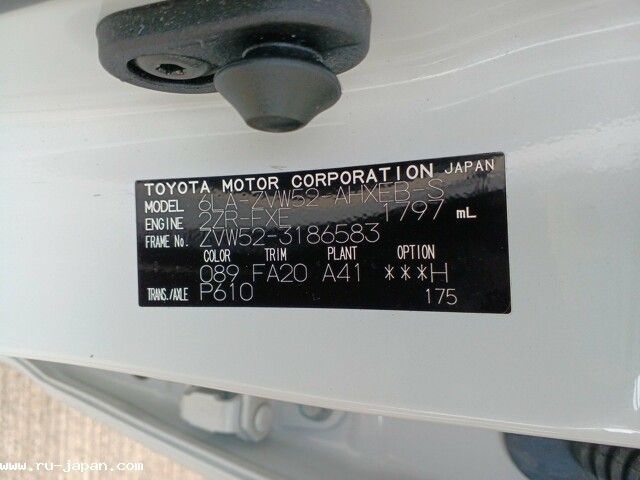 TOYOTA MOTOR CORPORATION JAPAN
MODEL 6LA-ZVW52-AHXEB-S
ENGINE 2ZR-FXE 1797 mL
FRAME No. ZVW52-3186583
COLOR TRIM PLANT OPTION
089 FA20 A41 ***H
TRANS./AXLE P610 175
www.ru-japan.com